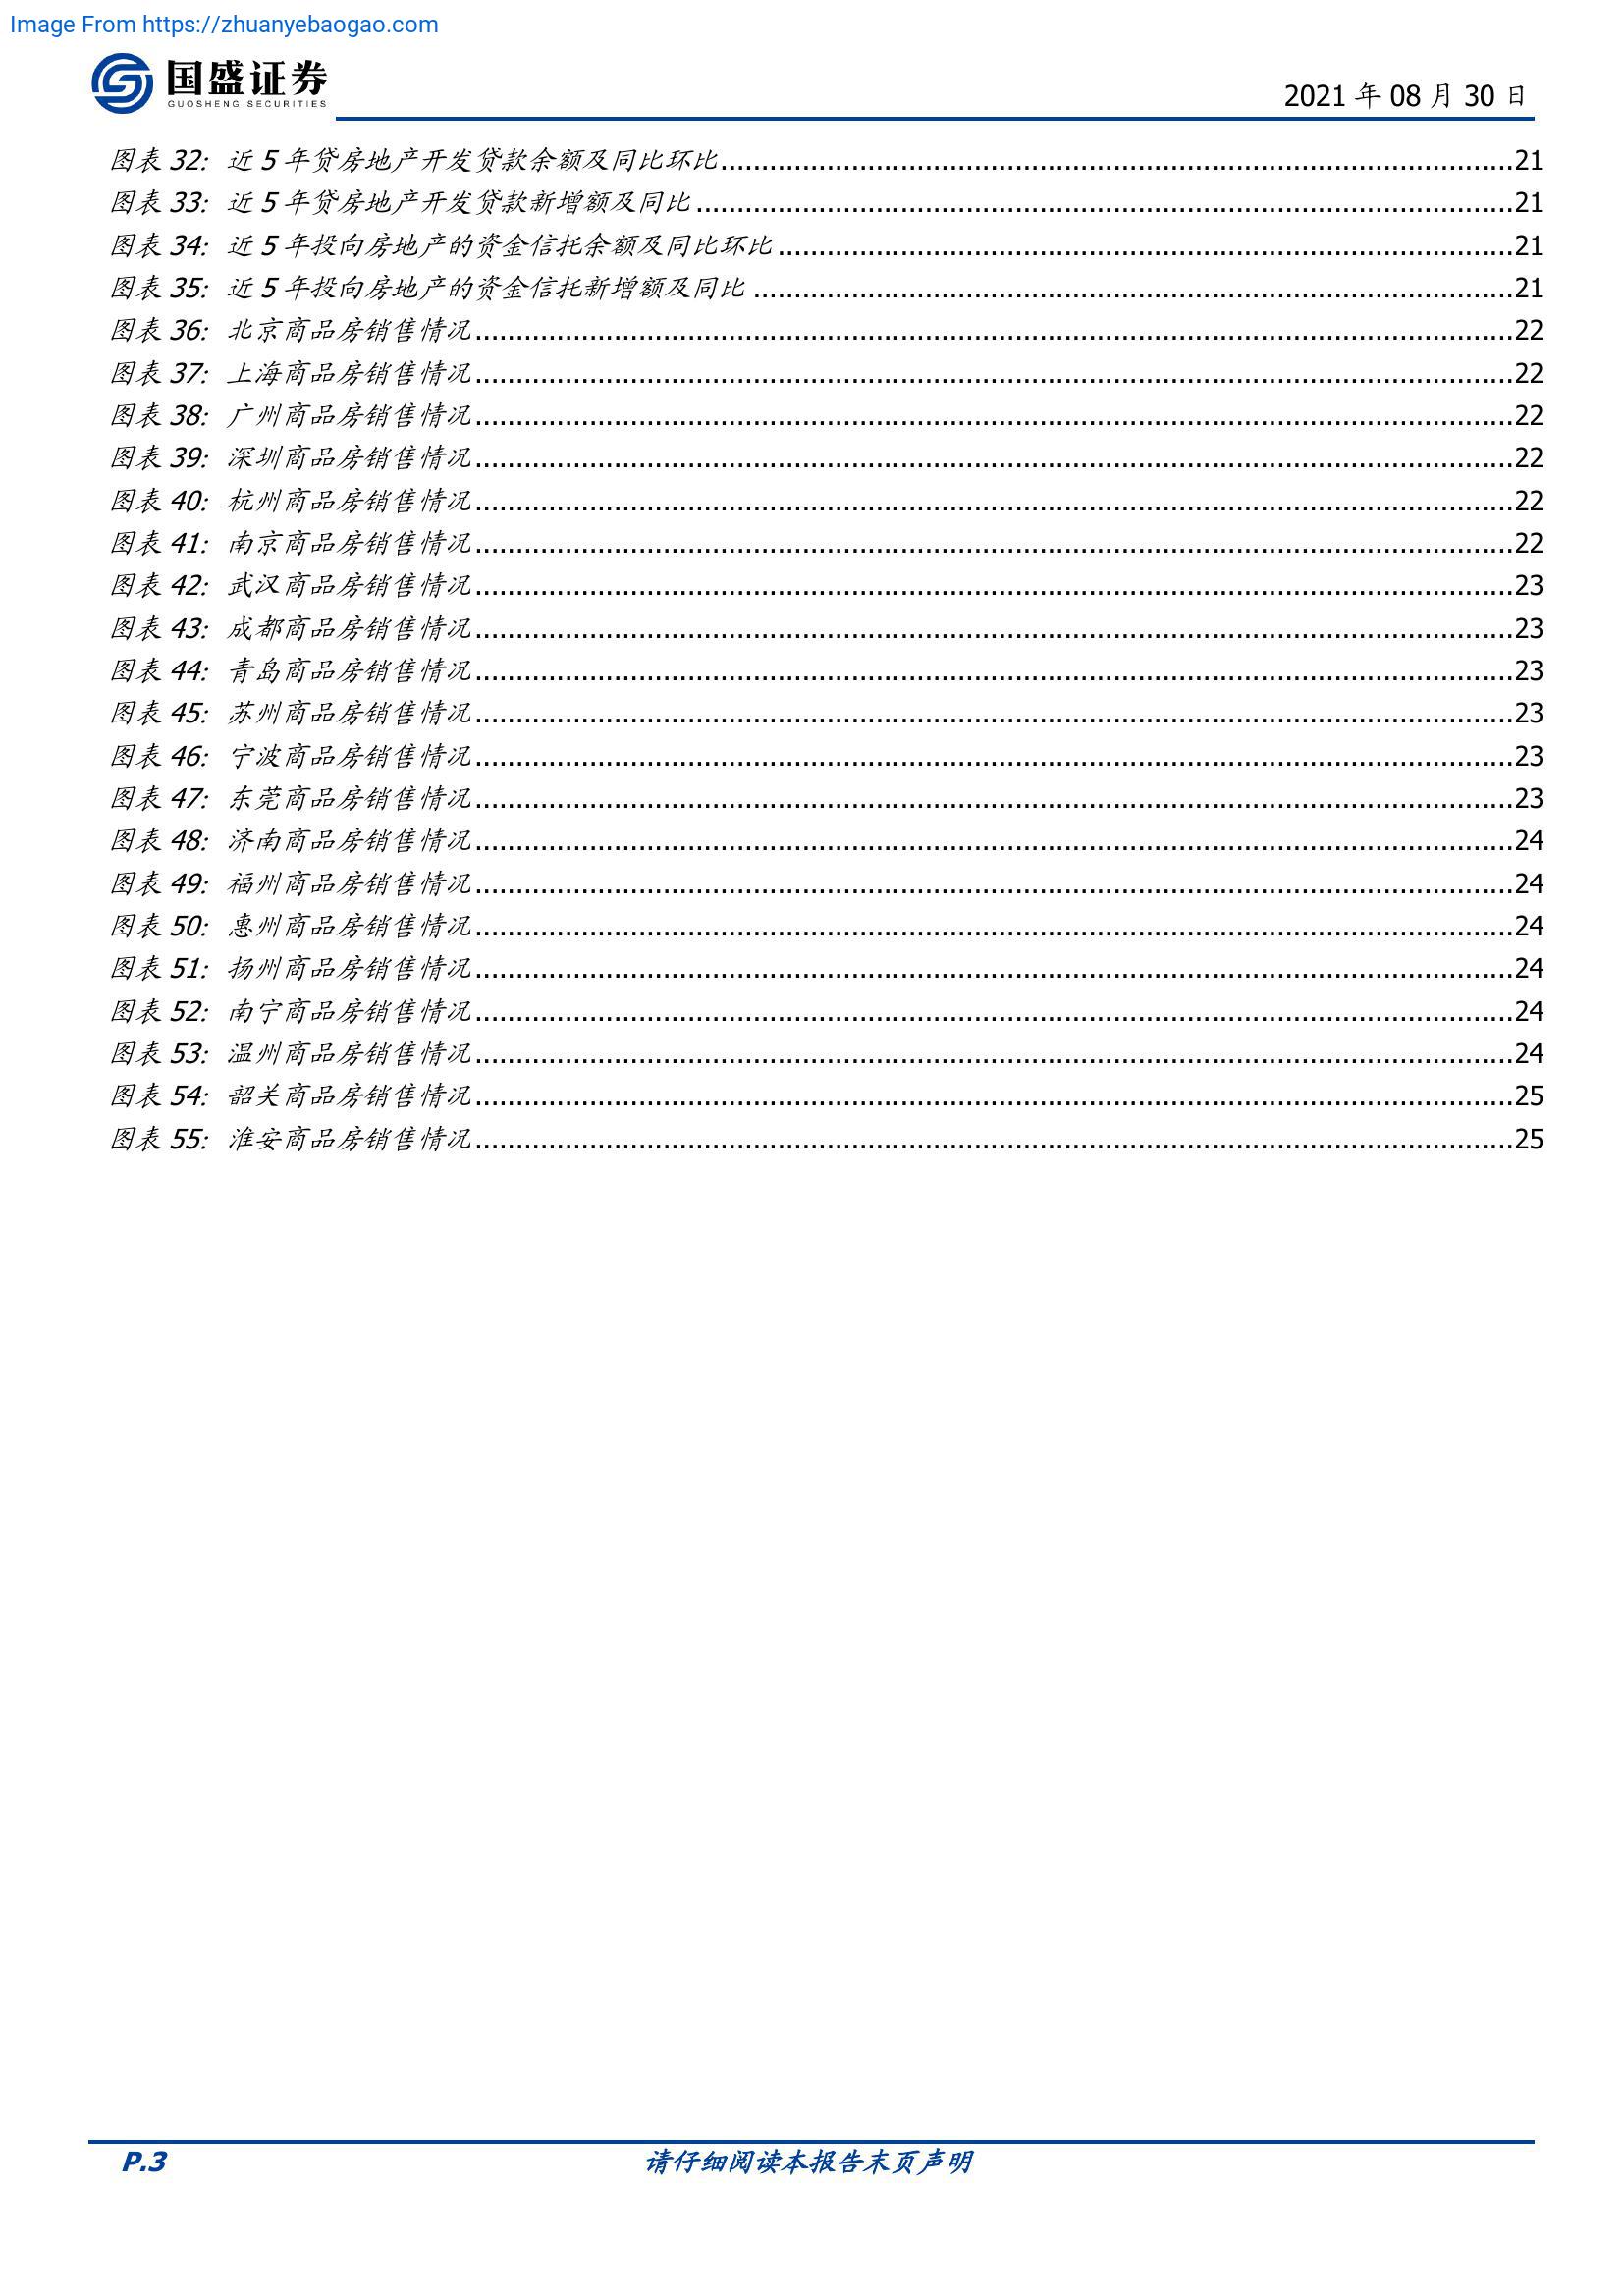 Image From https://zhuanyebaogao.com
国盛证券
GUOSHENG SECURITIES
2021 年 08 月 30 日
图表 32: 近 5 年贷房地产开发贷款余额及同比环比........................................21
图表 33: 近 5 年贷房地产开发贷款新增额及同比........................................21
图表 34: 近 5 年投向房地产的资金信托余额及同比环比........................................21
图表 35: 近 5 年投向房地产的资金信托新增额及同比........................................21
图表 36: 北京商品房销售情况........................................22
图表 37: 上海商品房销售情况........................................22
图表 38: 广州商品房销售情况........................................22
图表 39: 深圳商品房销售情况........................................22
图表 40: 杭州商品房销售情况........................................22
图表 41: 南京商品房销售情况........................................22
图表 42: 武汉商品房销售情况........................................23
图表 43: 成都商品房销售情况........................................23
图表 44: 青岛商品房销售情况........................................23
图表 45: 苏州商品房销售情况........................................23
图表 46: 宁波商品房销售情况........................................23
图表 47: 东莞商品房销售情况........................................23
图表 48: 济南商品房销售情况........................................24
图表 49: 福州商品房销售情况........................................24
图表 50: 惠州商品房销售情况........................................24
图表 51: 扬州商品房销售情况........................................24
图表 52: 南宁商品房销售情况........................................24
图表 53: 温州商品房销售情况........................................24
图表 54: 韶关商品房销售情况........................................25
图表 55: 淮安商品房销售情况........................................25
P.3
请仔细阅读本报告末页声明